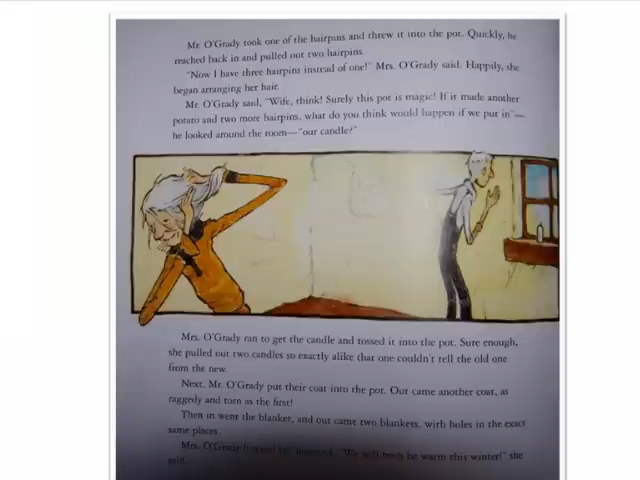 Mr. O'Grady took one of the hairpins and threw it into the pot. Quickly, he
reached back in and pulled out two hairpins.
"Now I have three hairpins instead of one!" Mrs. O'Grady said. Happily, she
began arranging her hair.
Mr. O'Grady said, "Wife, think! Surely this pot is magic! If it made another
potato and two more hairpins, what do you think would happen if we put in"—
he looked around the room—"our candle?"
Mrs. O'Grady ran to get the candle and tossed it into the pot. Sure enough,
she pulled out two candles so exactly alike that one couldn't tell the old one
from the new.
Next, Mr. O'Grady put their coat into the pot. Out came another coat, as
raggedy and torn as the first!
Then in went the blanket, and out came two blankets, with holes in the exact
same places.
Mrs. O'Grady "We will both be warm this winter!" she
said.